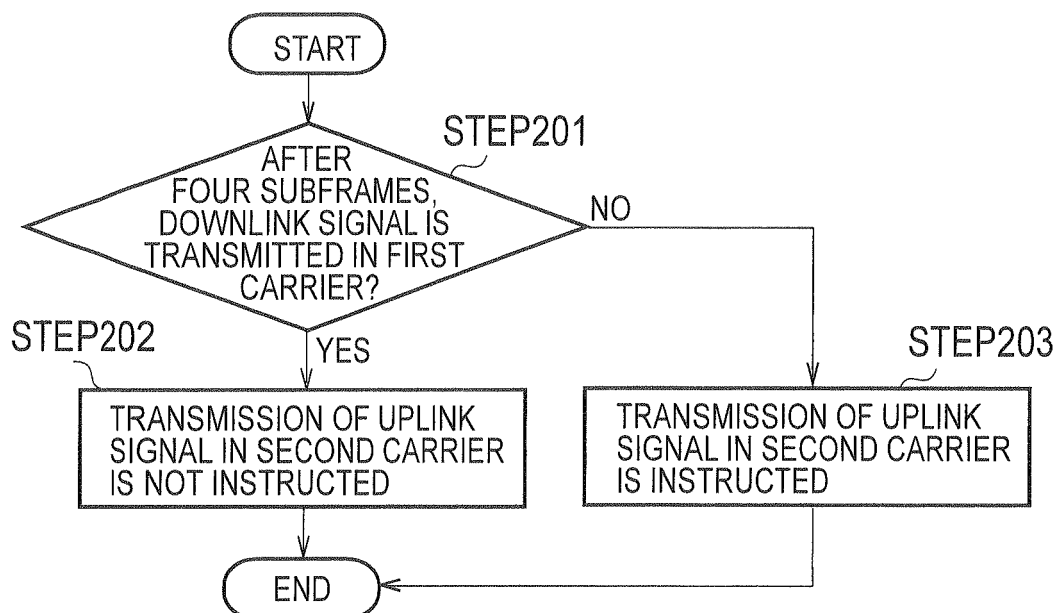 START
STEP201
AFTER
FOUR SUBFRAMES,
DOWNLINK SIGNAL IS
TRANSMITTED IN FIRST
CARRIER?
NO
YES
STEP202
TRANSMISSION OF UPLINK
SIGNAL IN SECOND CARRIER
IS NOT INSTRUCTED
STEP203
TRANSMISSION OF UPLINK
SIGNAL IN SECOND CARRIER
IS INSTRUCTED
END